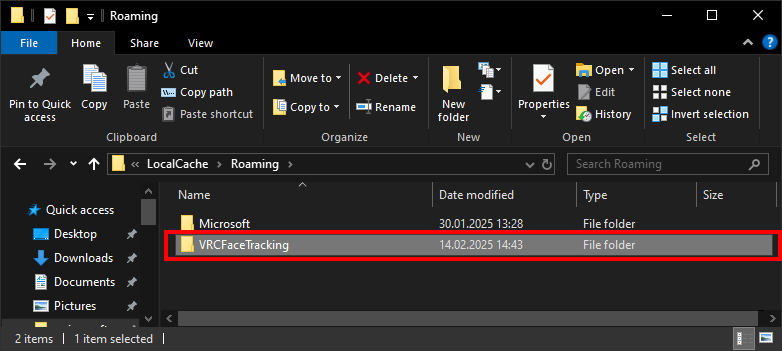 Roaming
File Home Share View
Pin to Quick access
Copy
Paste
Cut
Copy path
Paste shortcut
Clipboard
Move to
Copy to
Delete
Rename
Organize
New folder
New
Properties
Open
Edit
History
Open
Select all
Select none
Invert selection
Select
« LocalCache › Roaming ›
Search Roaming
Quick access
Desktop
Downloads
Documents
Pictures
Name Date modified Type Size
Microsoft 30.01.2025 13:28 File folder
VRCFaceTracking 14.02.2025 14:43 File folder
2 items 1 item selected